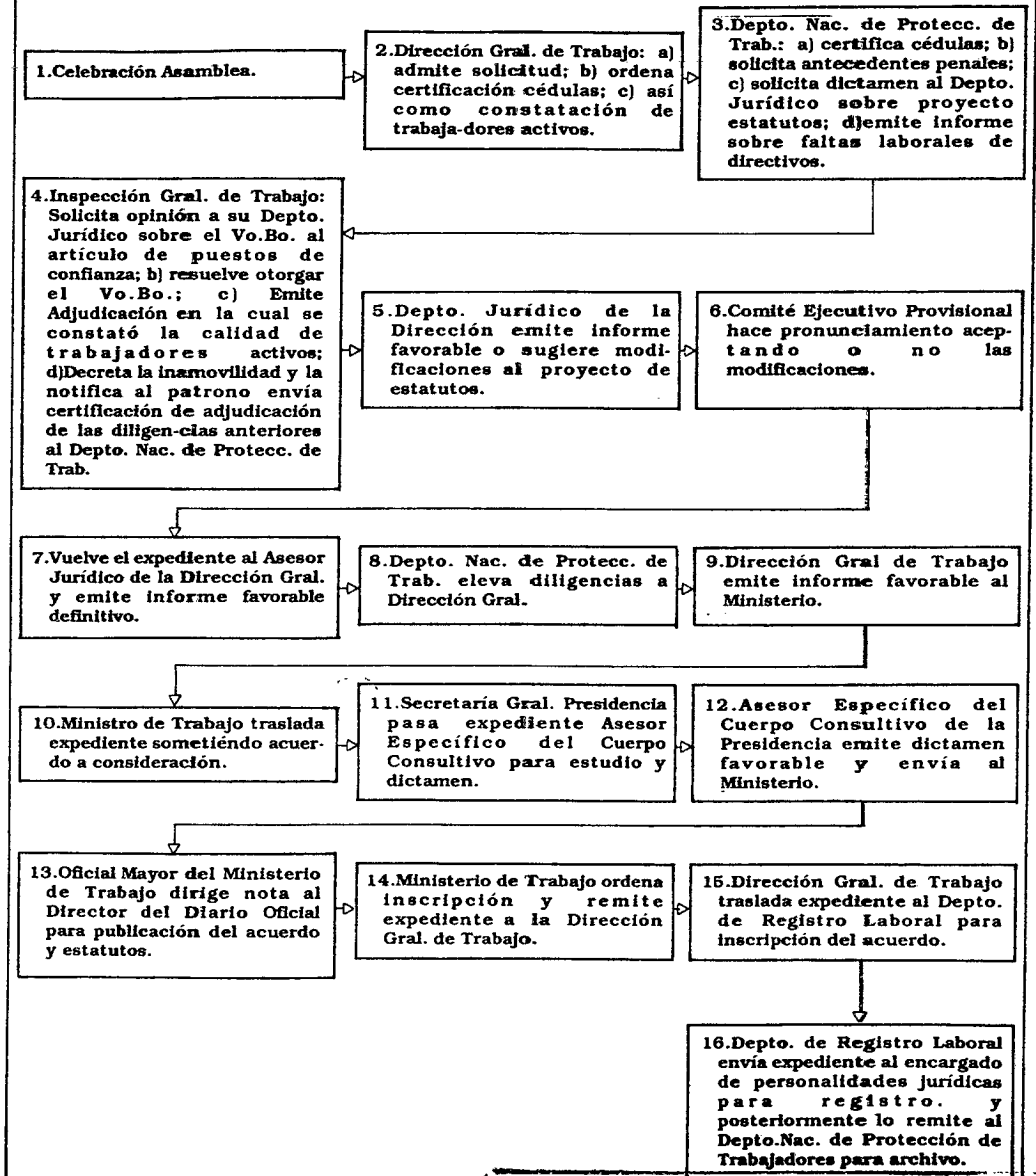 1.Celebración Asamblea.
2.Dirección Gral. de Trabajo: a)
admite solicitud; b) ordena
certificación cédulas; c) así
como constatación de
trabaja-dores activos.
3.Depto. Nac. de Protecc. de
Trab.: a) certifica cédulas; b)
solicita antecedentes penales;
c) solicita dictamen al Depto.
Jurídico sobre proyecto
estatutos; d)emite informe
sobre faltas laborales de
directivos.
4.Inspección Gral. de Trabajo:
Solicita opinión a su Depto.
Jurídico sobre el Vo.Bo. al
artículo de puestos de
confianza; b) resuelve otorgar
el Vo.Bo.; c) Emite
Adjudicación en la cual se
constató la calidad de
trabajadores activos;
d)Decreta la inamovilidad y la
notifica al patrono envía
certificación de adjudicación
de las diligen-cias anteriores
al Depto. Nac. de Protecc. de
Trab.
5.Depto. Jurídico de la
Dirección emite informe
favorable o sugiere modi-
ficaciones al proyecto de
estatutos.
6.Comité Ejecutivo Provisional
hace pronunciamiento acep-
tando o no las
modificaciones.
7.Vuelve el expediente al Asesor
Jurídico de la Dirección Gral.
y emite informe favorable
definitivo.
8.Depto. Nac. de Protecc. de
Trab. eleva diligencias a
Dirección Gral.
9.Dirección Gral de Trabajo
emite informe favorable al
Ministerio.
10.Ministro de Trabajo traslada
expediente sometiéndo acuer-
do a consideración.
11.Secretaría Gral. Presidencia
pasa expediente Asesor
Específico del Cuerpo
Consultivo para estudio y
dictamen.
12.Asesor Específico del
Cuerpo Consultivo de la
Presidencia emite dictamen
favorable y envía al
Ministerio.
13.Oficial Mayor del Ministerio
de Trabajo dirige nota al
Director del Diario Oficial
para publicación del acuerdo
y estatutos.
14.Ministerio de Trabajo ordena
inscripción y remite
expediente a la Dirección
Gral. de Trabajo.
15.Dirección Gral. de Trabajo
traslada expediente al Depto.
de Registro Laboral para
inscripción del acuerdo.
16.Depto. de Registro Laboral
envía expediente al encargado
de personalidades jurídicas
para registro. y
posteriormente lo remite al
Depto.Nac. de Protección de
Trabajadores para archivo.